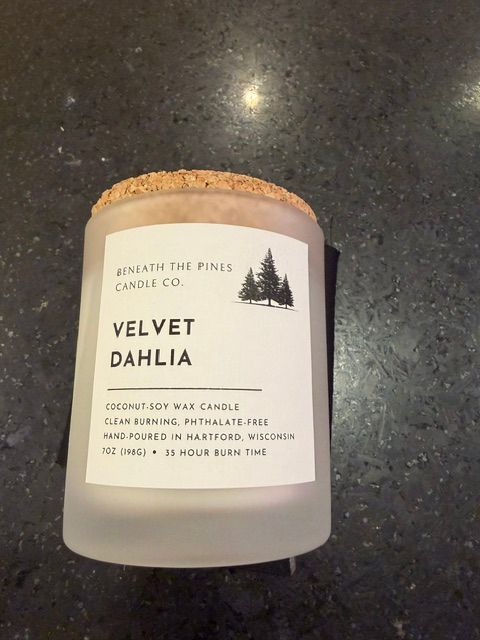 BENEATH THE PINES
CANDLE CO.
VELVET
DAHLIA
COCONUT-SOY WAX CANDLE
CLEAN BURNING, PHTHALATE-FREE
HAND-POURED IN HARTFORD, WISCONSIN
7OZ (198G) • 35 HOUR BURN TIME